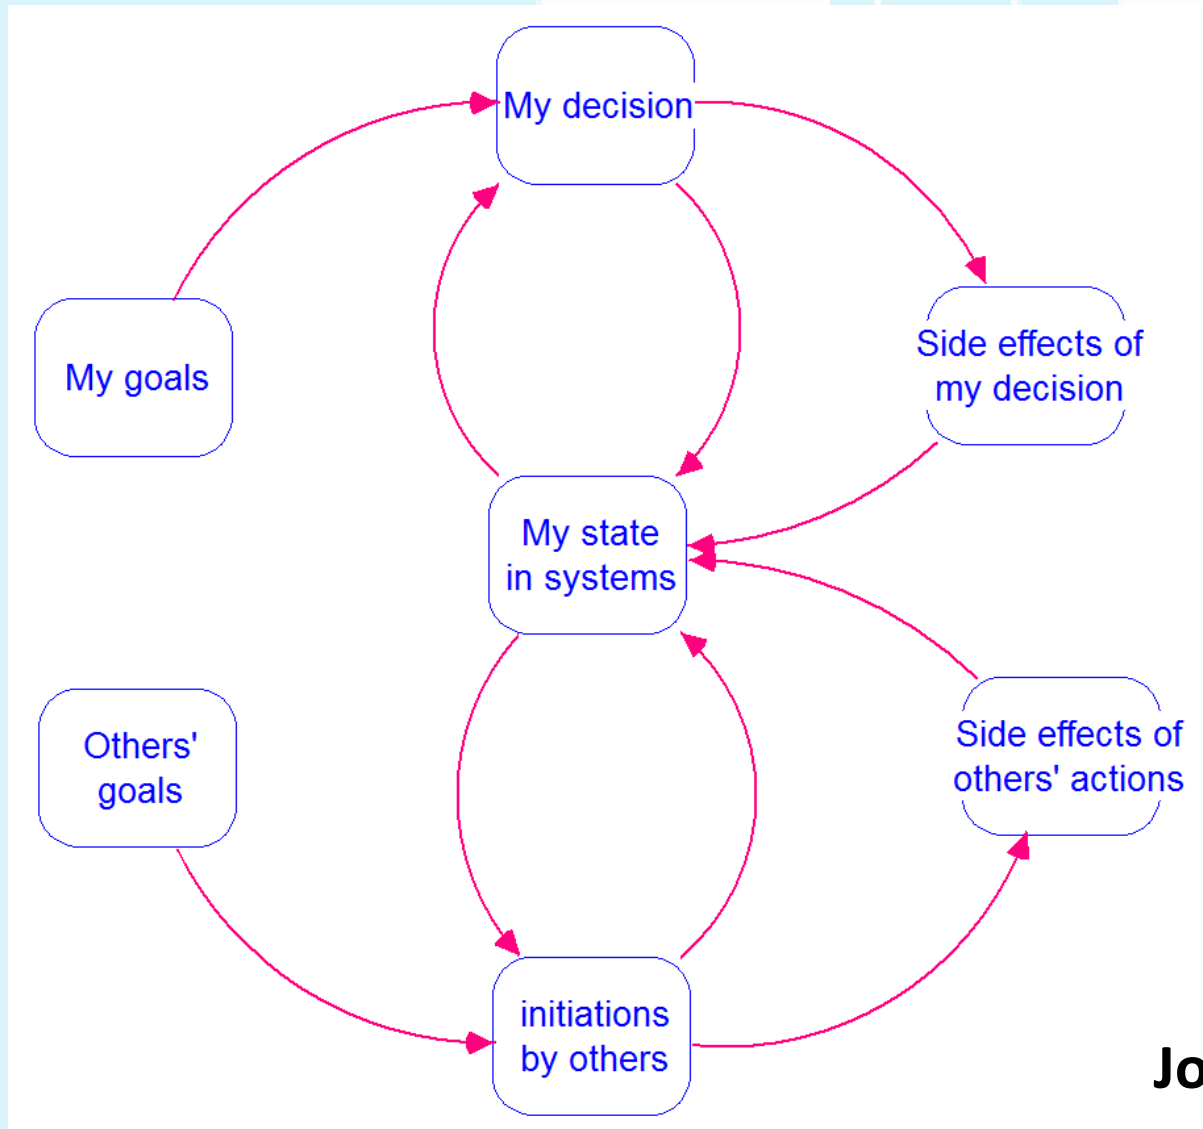 My decision
My goals
Side effects of
my decision
My state
in systems
Others'
goals
Side effects of
others' actions
initiations
by others
Jo